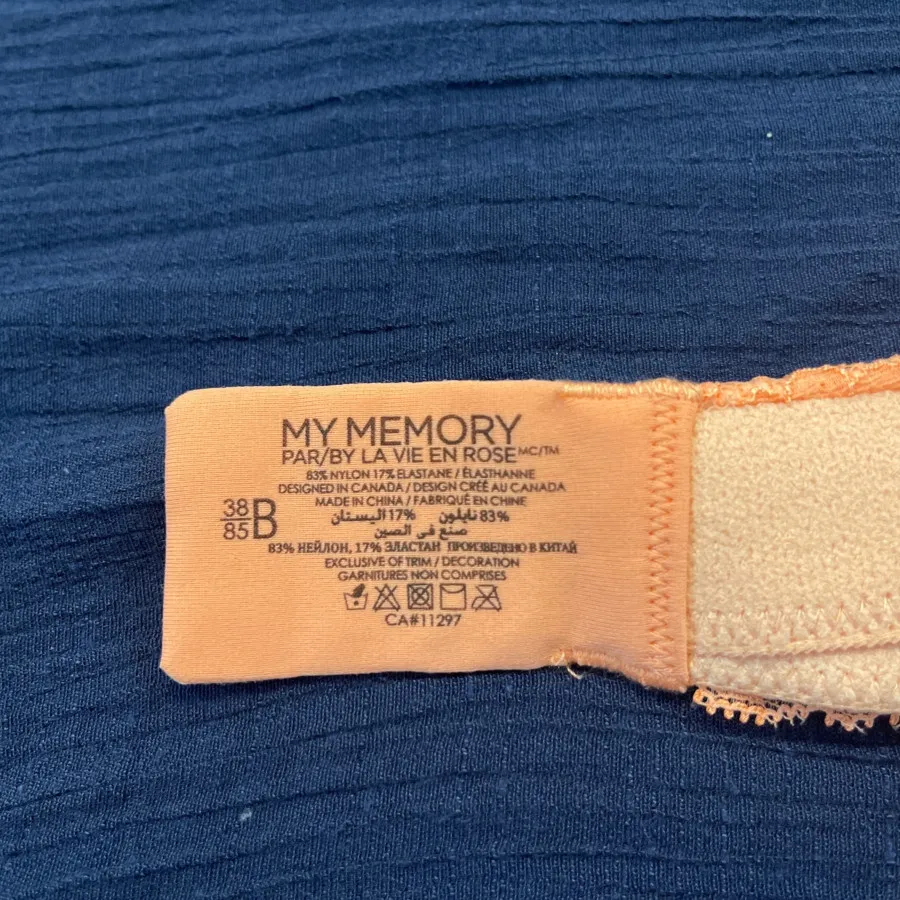 MY MEMORY
PAR/BY LA VIE EN ROSE MC/TM
83% NYLON 17% ELASTANE / ÉLASTHANNE
DESIGNED IN CANADA / DESIGN CRÉÉ AU CANADA
MADE IN CHINA / FABRIQUÉ EN CHINE
38
85 B
83% نايلون 17% اليستان
صنع في الصين
83% НЕЙЛОН, 17% ЭЛАСТАН ПРОИЗВЕДЕНО В КИТАЙ
EXCLUSIVE OF TRIM / DECORATION
GARNITURES NON COMPRISES
CA#11297